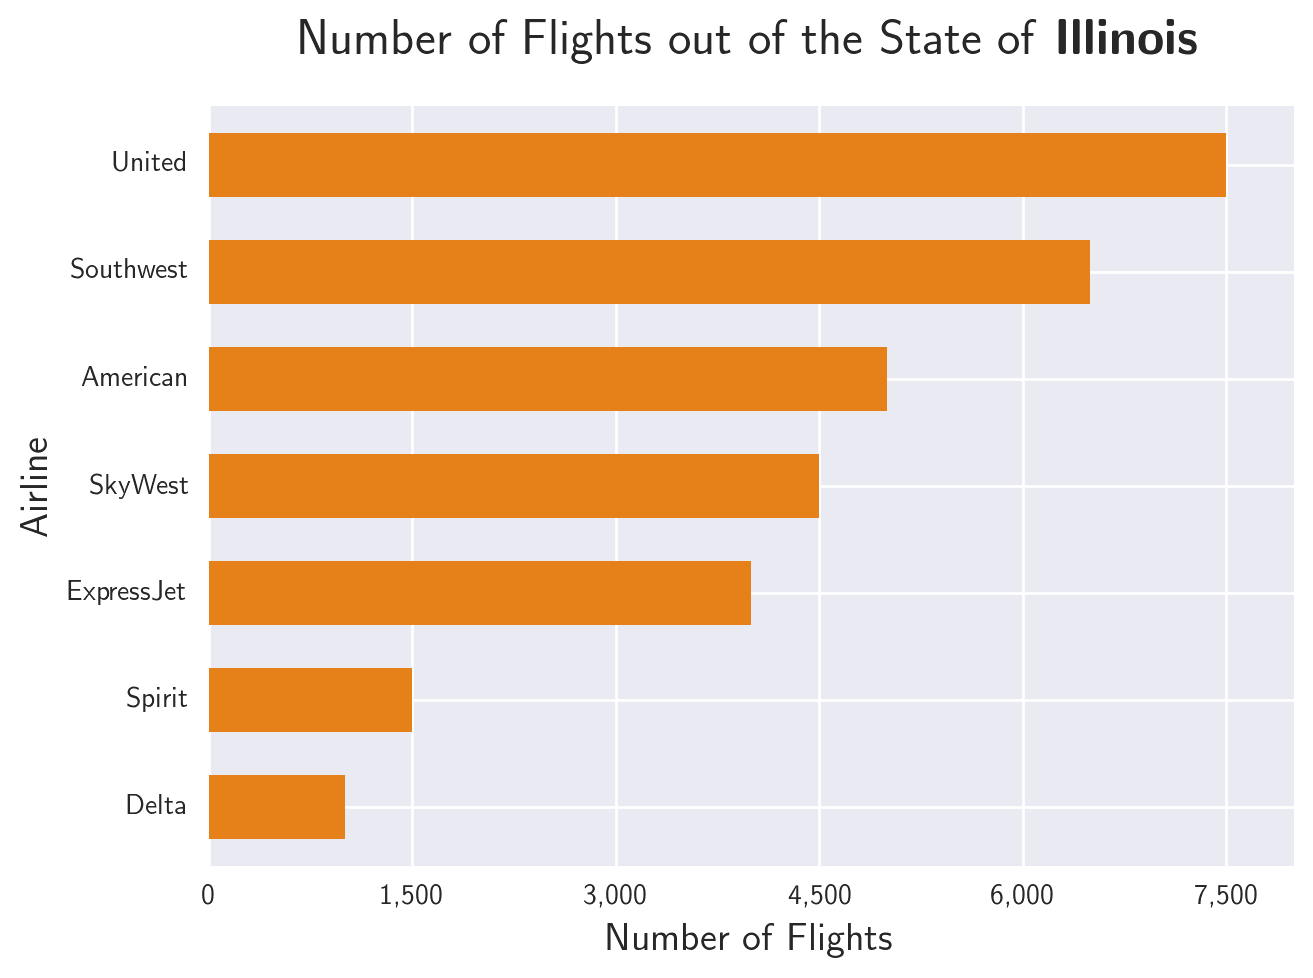 Number of Flights out of the State of Illinois
United
Southwest
American
SkyWest
ExpressJet
Spirit
Delta
Airline
0 1,500 3,000 4,500 6,000 7,500
Number of Flights